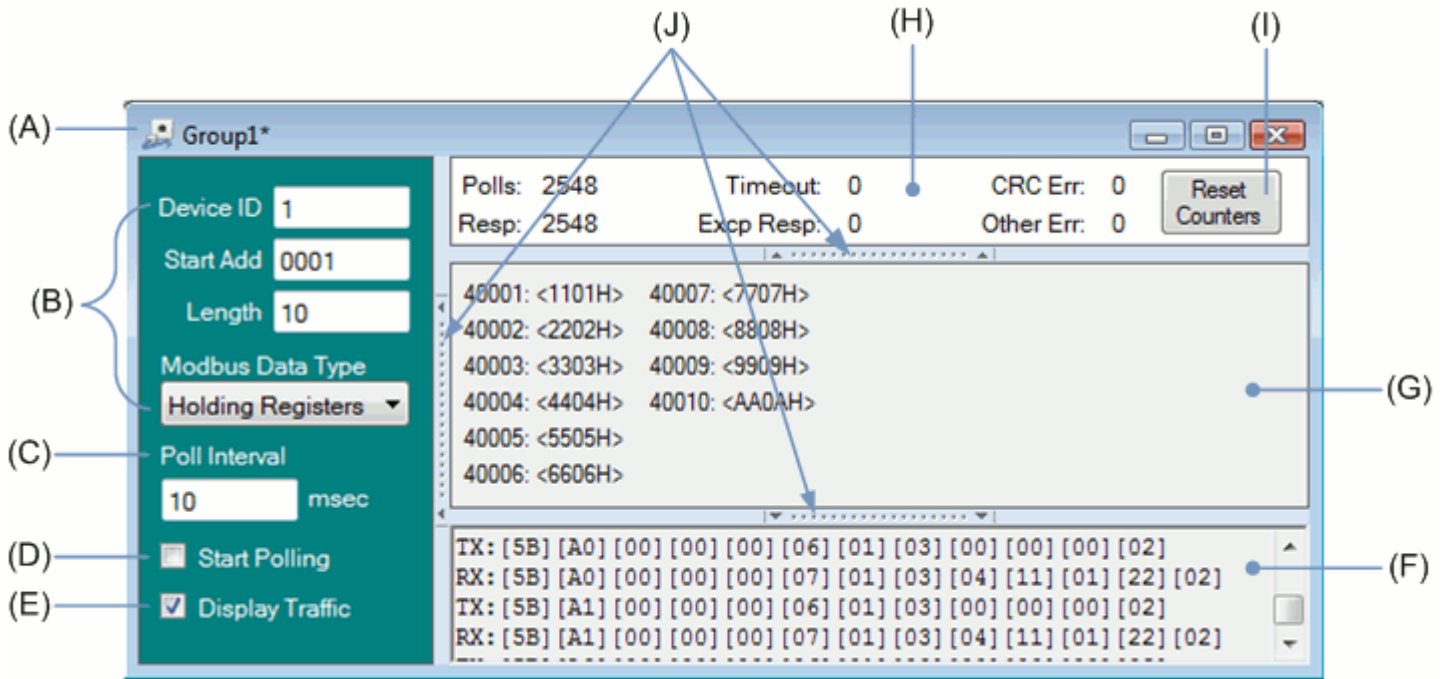 (J)
(H)
(I)
(A)
Group1*
(B)
Device ID 1
Start Add 0001
Length 10
Modbus Data Type
Holding Registers
(C)
Poll Interval
10 msec
(D)
Start Polling
(E)
Display Traffic
Polls: 2548 Timeout: 0 CRC Err: 0
Resp: 2548 Excp Resp: 0 Other Err: 0
Reset
Counters
40001: <1101H> 40007: <7707H>
40002: <2202H> 40008: <8808H>
40003: <3303H> 40009: <9909H>
40004: <4404H> 40010: <AA0AH>
40005: <5505H>
40006: <6606H>
(G)
TX:[5B][A0][00][00][00][06][01][03][00][00][00][02]
RX:[5B][A0][00][00][00][07][01][03][04][11][01][22][02]
TX:[5B][A1][00][00][00][06][01][03][00][00][00][02]
RX:[5B][A1][00][00][00][07][01][03][04][11][01][22][02]
(F)